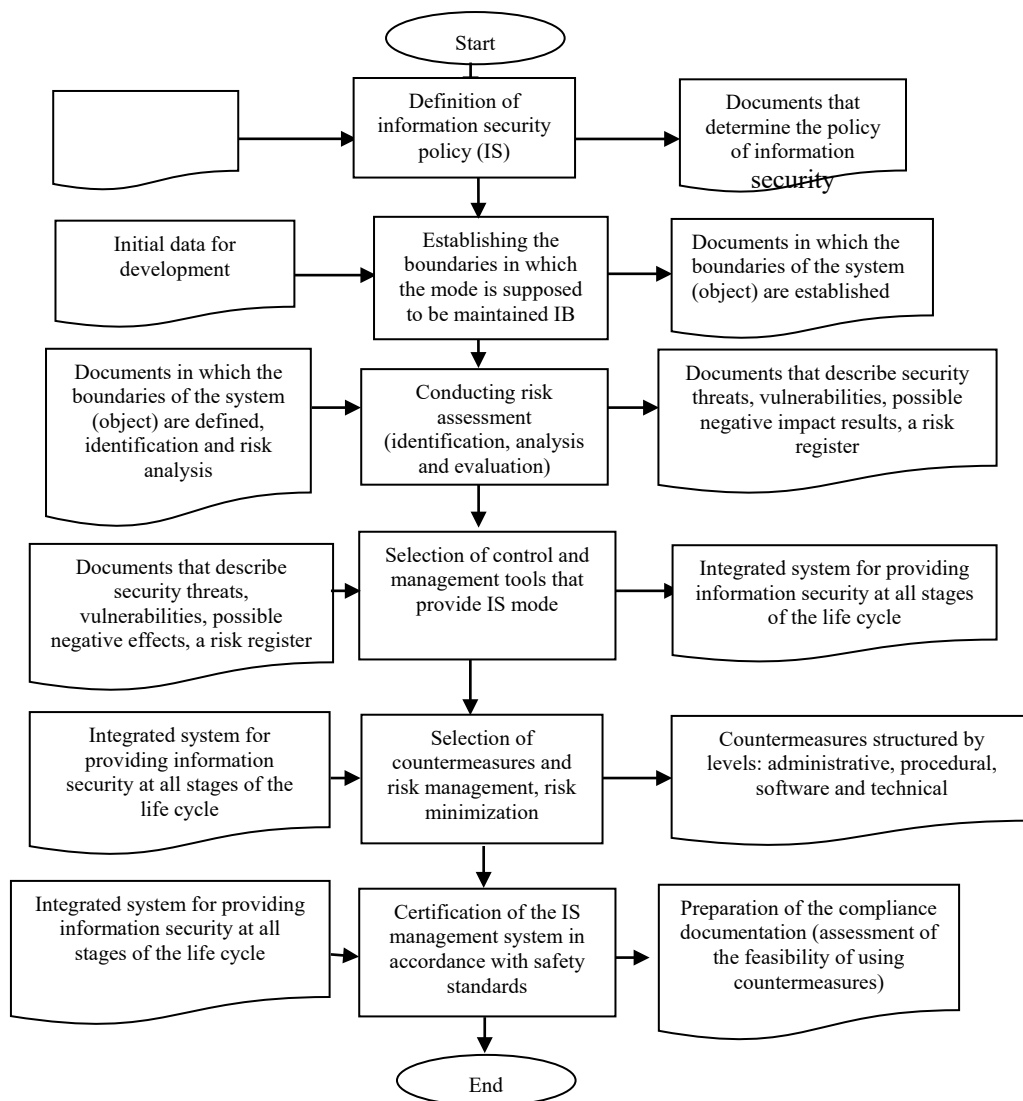 Start
Definition of
information security
policy (IS)
Documents that
determine the policy
of information
security
Initial data for
development
Establishing the
boundaries in which
the mode is supposed
to be maintained IB
Documents in which the
boundaries of the system
(object) are established
Documents in which the
boundaries of the system
(object) are defined,
identification and risk
analysis
Conducting risk
assessment
(identification, analysis
and evaluation)
Documents that describe security
threats, vulnerabilities, possible
negative impact results, a risk
register
Documents that describe
security threats,
vulnerabilities, possible
negative effects, a risk register
Selection of control and
management tools that
provide IS mode
Integrated system for providing
information security at all stages
of the life cycle
Integrated system for
providing information
security at all stages of the
life cycle
Selection of
countermeasures and
risk management, risk
minimization
Countermeasures structured by
levels: administrative, procedural,
software and technical
Integrated system for providing
information security at all
stages of the life cycle
Certification of the IS
management system in
accordance with safety
standards
Preparation of the compliance
documentation (assessment of
the feasibility of using
countermeasures)
End